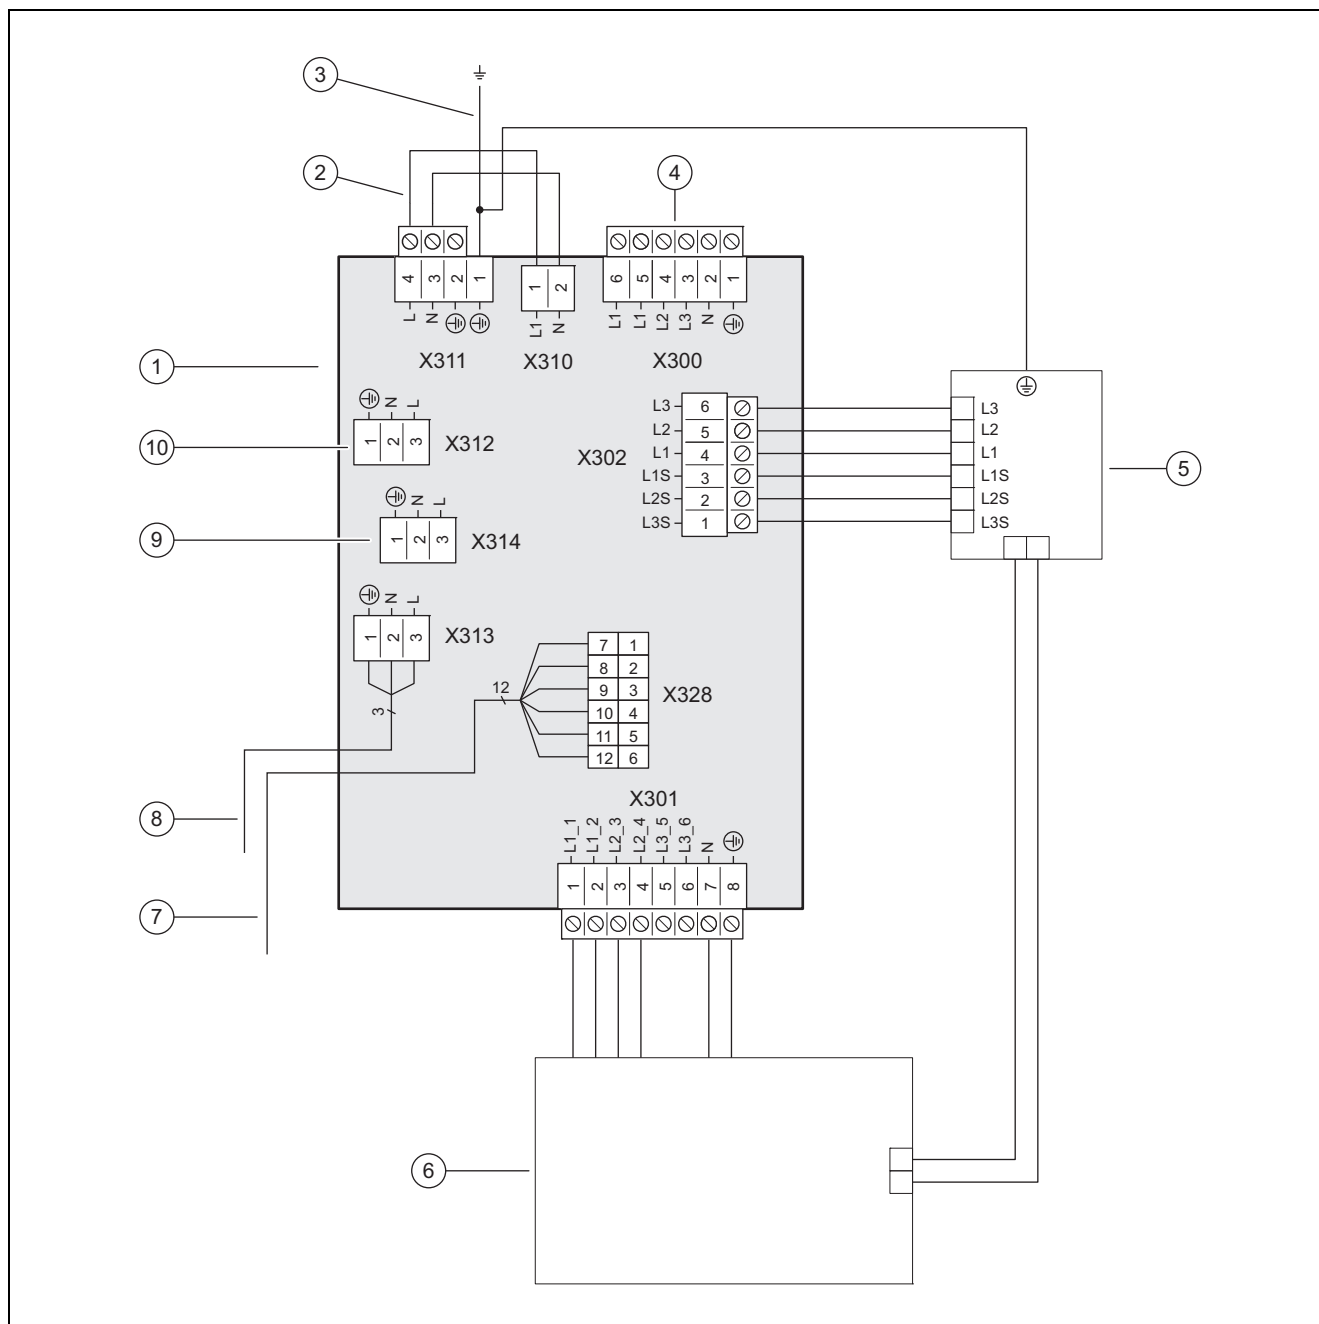 3
2
4
4 3 2 1
L N
X311
1 2
L1 N
X310
6 5 4 3 2 1
L1 L1 L2 L3 N
X300
1
N L
1 2 3
X312
10
L3 6
L2 5
L1 4
L1S 3
L2S 2
L3S 1
X302
L3
L2
L1
L1S
L2S
L3S
5
N L
1 2 3
X314
9
N L
1 2 3
X313
3
12
7 1
8 2
9 3
10 4
11 5
12 6
X328
8
7
X301
L1_1 L1_2 L2_3 L2_4 L3_5 L3_6 N
1 2 3 4 5 6 7 8
6